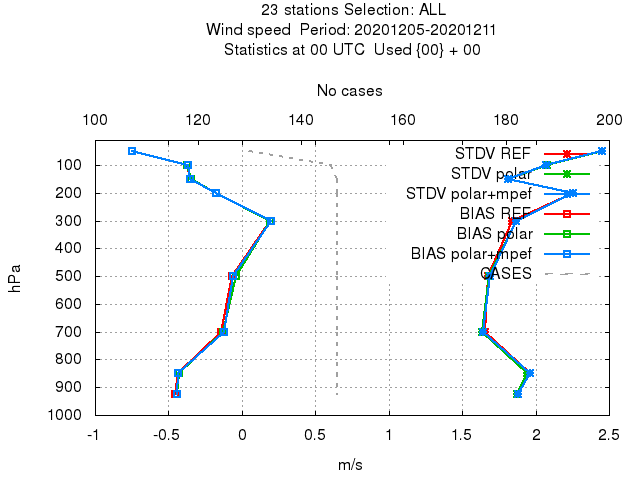 23 stations Selection: ALL
Wind speed  Period: 20201205-20201211
Statistics at 00 UTC  Used {00} + 00
No cases
100 120 140 160 180 200
STDV REF
STDV polar
STDV polar+mpef
BIAS REF
BIAS polar
BIAS polar+mpef
CASES
100
200
300
400
500
600
700
800
900
1000
hPa
-1 -0.5 0 0.5 1 1.5 2 2.5
m/s